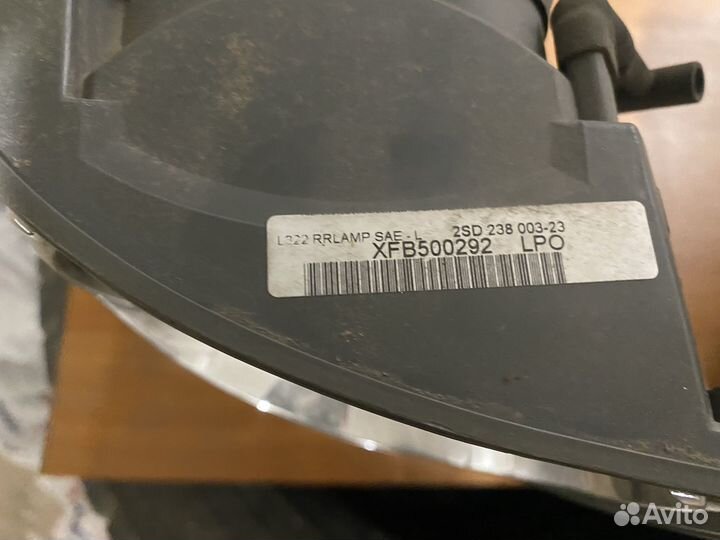 L322 RRLAMP SAE - L 2SD 238 003-23
XFB500292 LPO
Avito